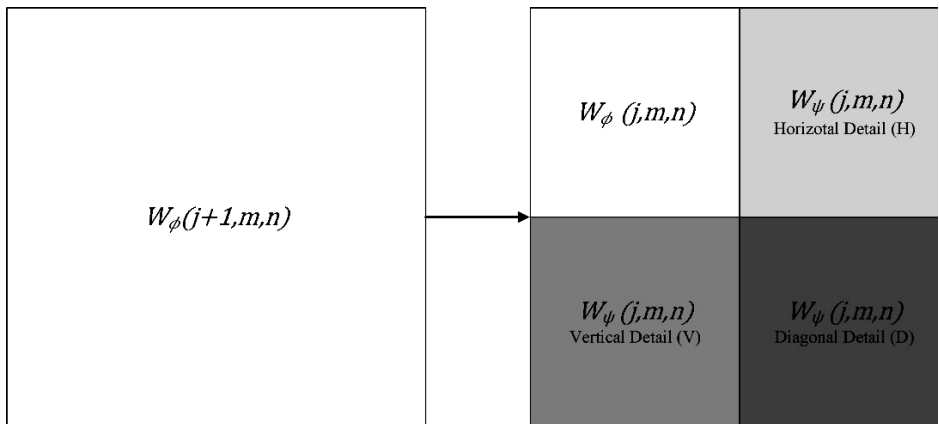 W_ϕ(j+1,m,n)
W_ϕ (j,m,n)
W_ψ (j,m,n)
Horizotal Detail (H)
W_ψ (j,m,n)
Vertical Detail (V)
W_ψ (j,m,n)
Diagonal Detail (D)